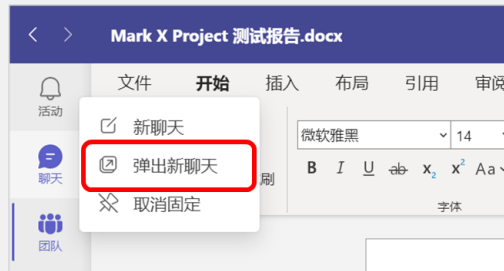 Mark X Project 测试报告.docx
文件 开始 插入 布局 引用 审阅
活动
新聊天
微软雅黑 14
弹出新聊天
刷
B I U ab x₂ x² Aa
聊天
取消固定
字体
团队